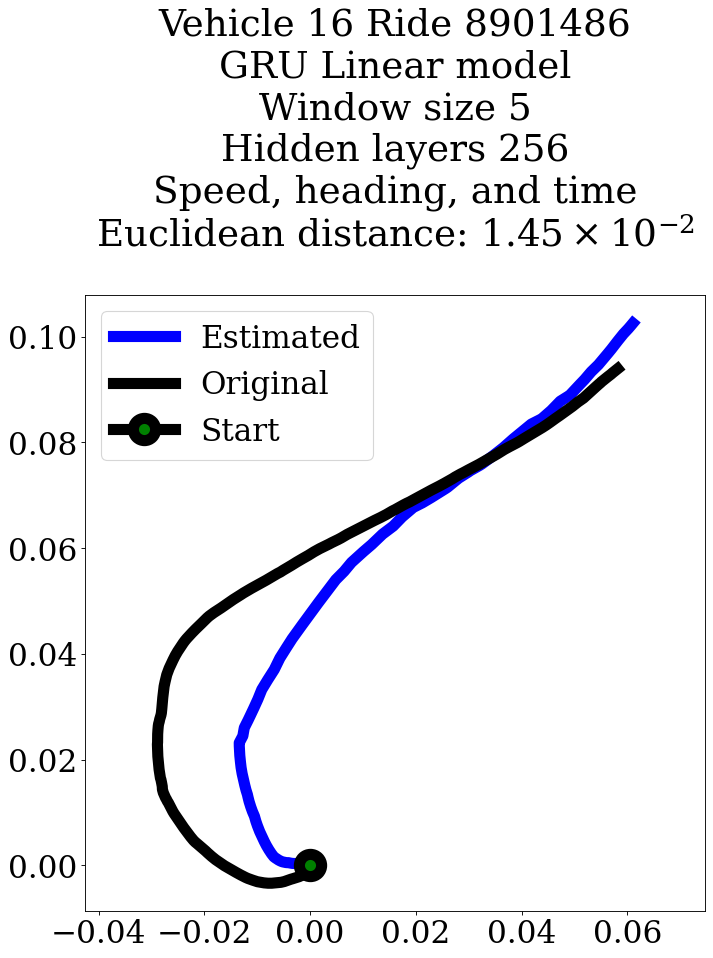 Vehicle 16 Ride 8901486
GRU Linear model
Window size 5
Hidden layers 256
Speed, heading, and time
Euclidean distance: 1.45 × 10⁻²
Estimated
Original
Start
0.10
0.08
0.06
0.04
0.02
0.00
−0.04 −0.02 0.00 0.02 0.04 0.06